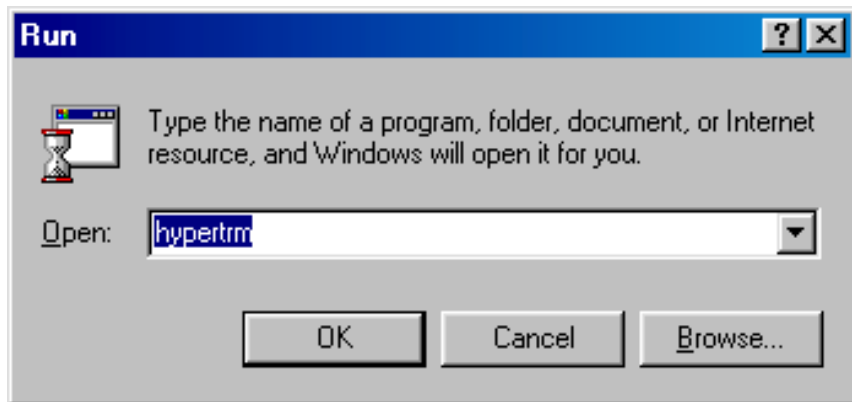 Run
Type the name of a program, folder, document, or Internet
resource, and Windows will open it for you.
Open: hypertrm
OK Cancel Browse...